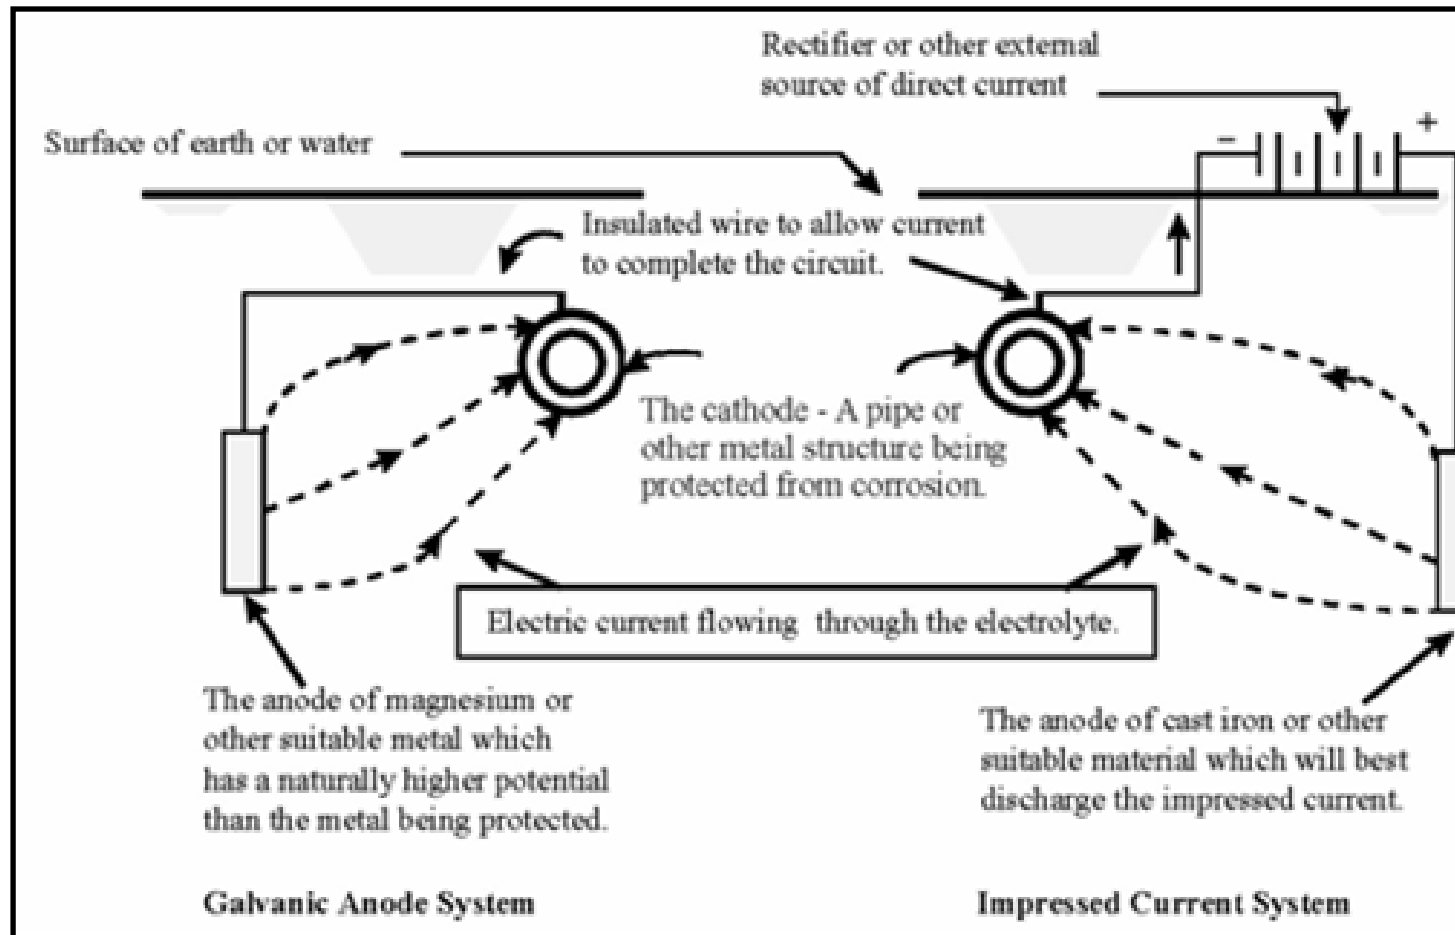 Rectifier or other external
source of direct current
− +
Surface of earth or water
Insulated wire to allow current
to complete the circuit.
The cathode - A pipe or
other metal structure being
protected from corrosion.
Electric current flowing through the electrolyte.
The anode of magnesium or
other suitable metal which
has a naturally higher potential
than the metal being protected.
The anode of cast iron or other
suitable material which will best
discharge the impressed current.
Galvanic Anode System
Impressed Current System